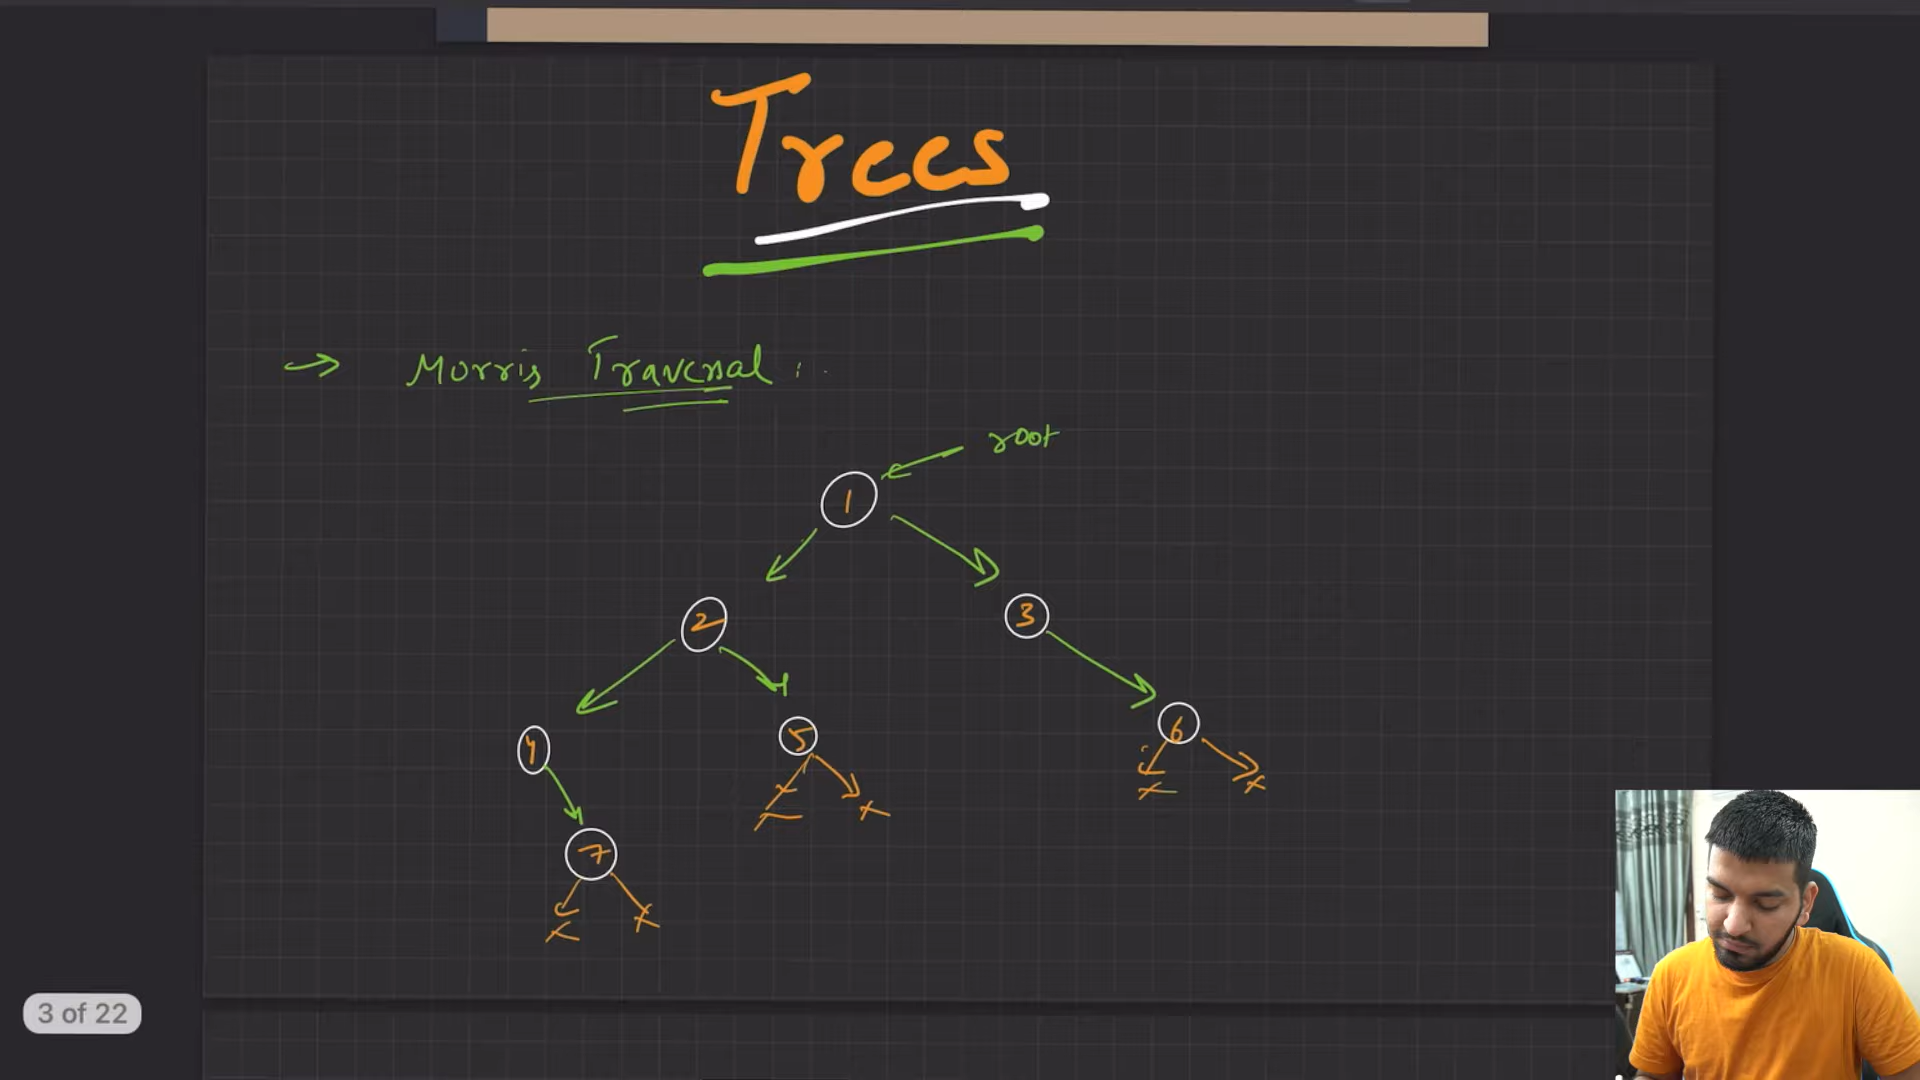 Trees
→ Morris Traversal :
root
1
2
3
4
5
6
7
x
x
x
x
x
x
3 of 22